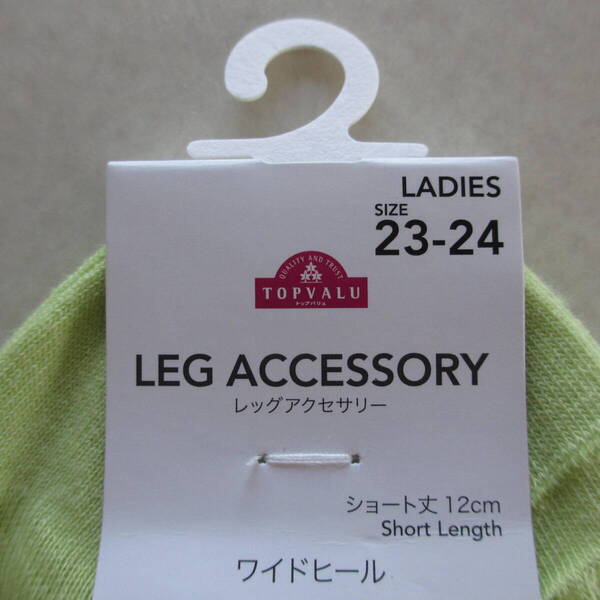 LADIES
SIZE
23-24
QUALITY AND TRUST
TOPVALU
トップバリュ
LEG ACCESSORY
レッグアクセサリー
ショート丈 12cm
Short Length
ワイドヒール